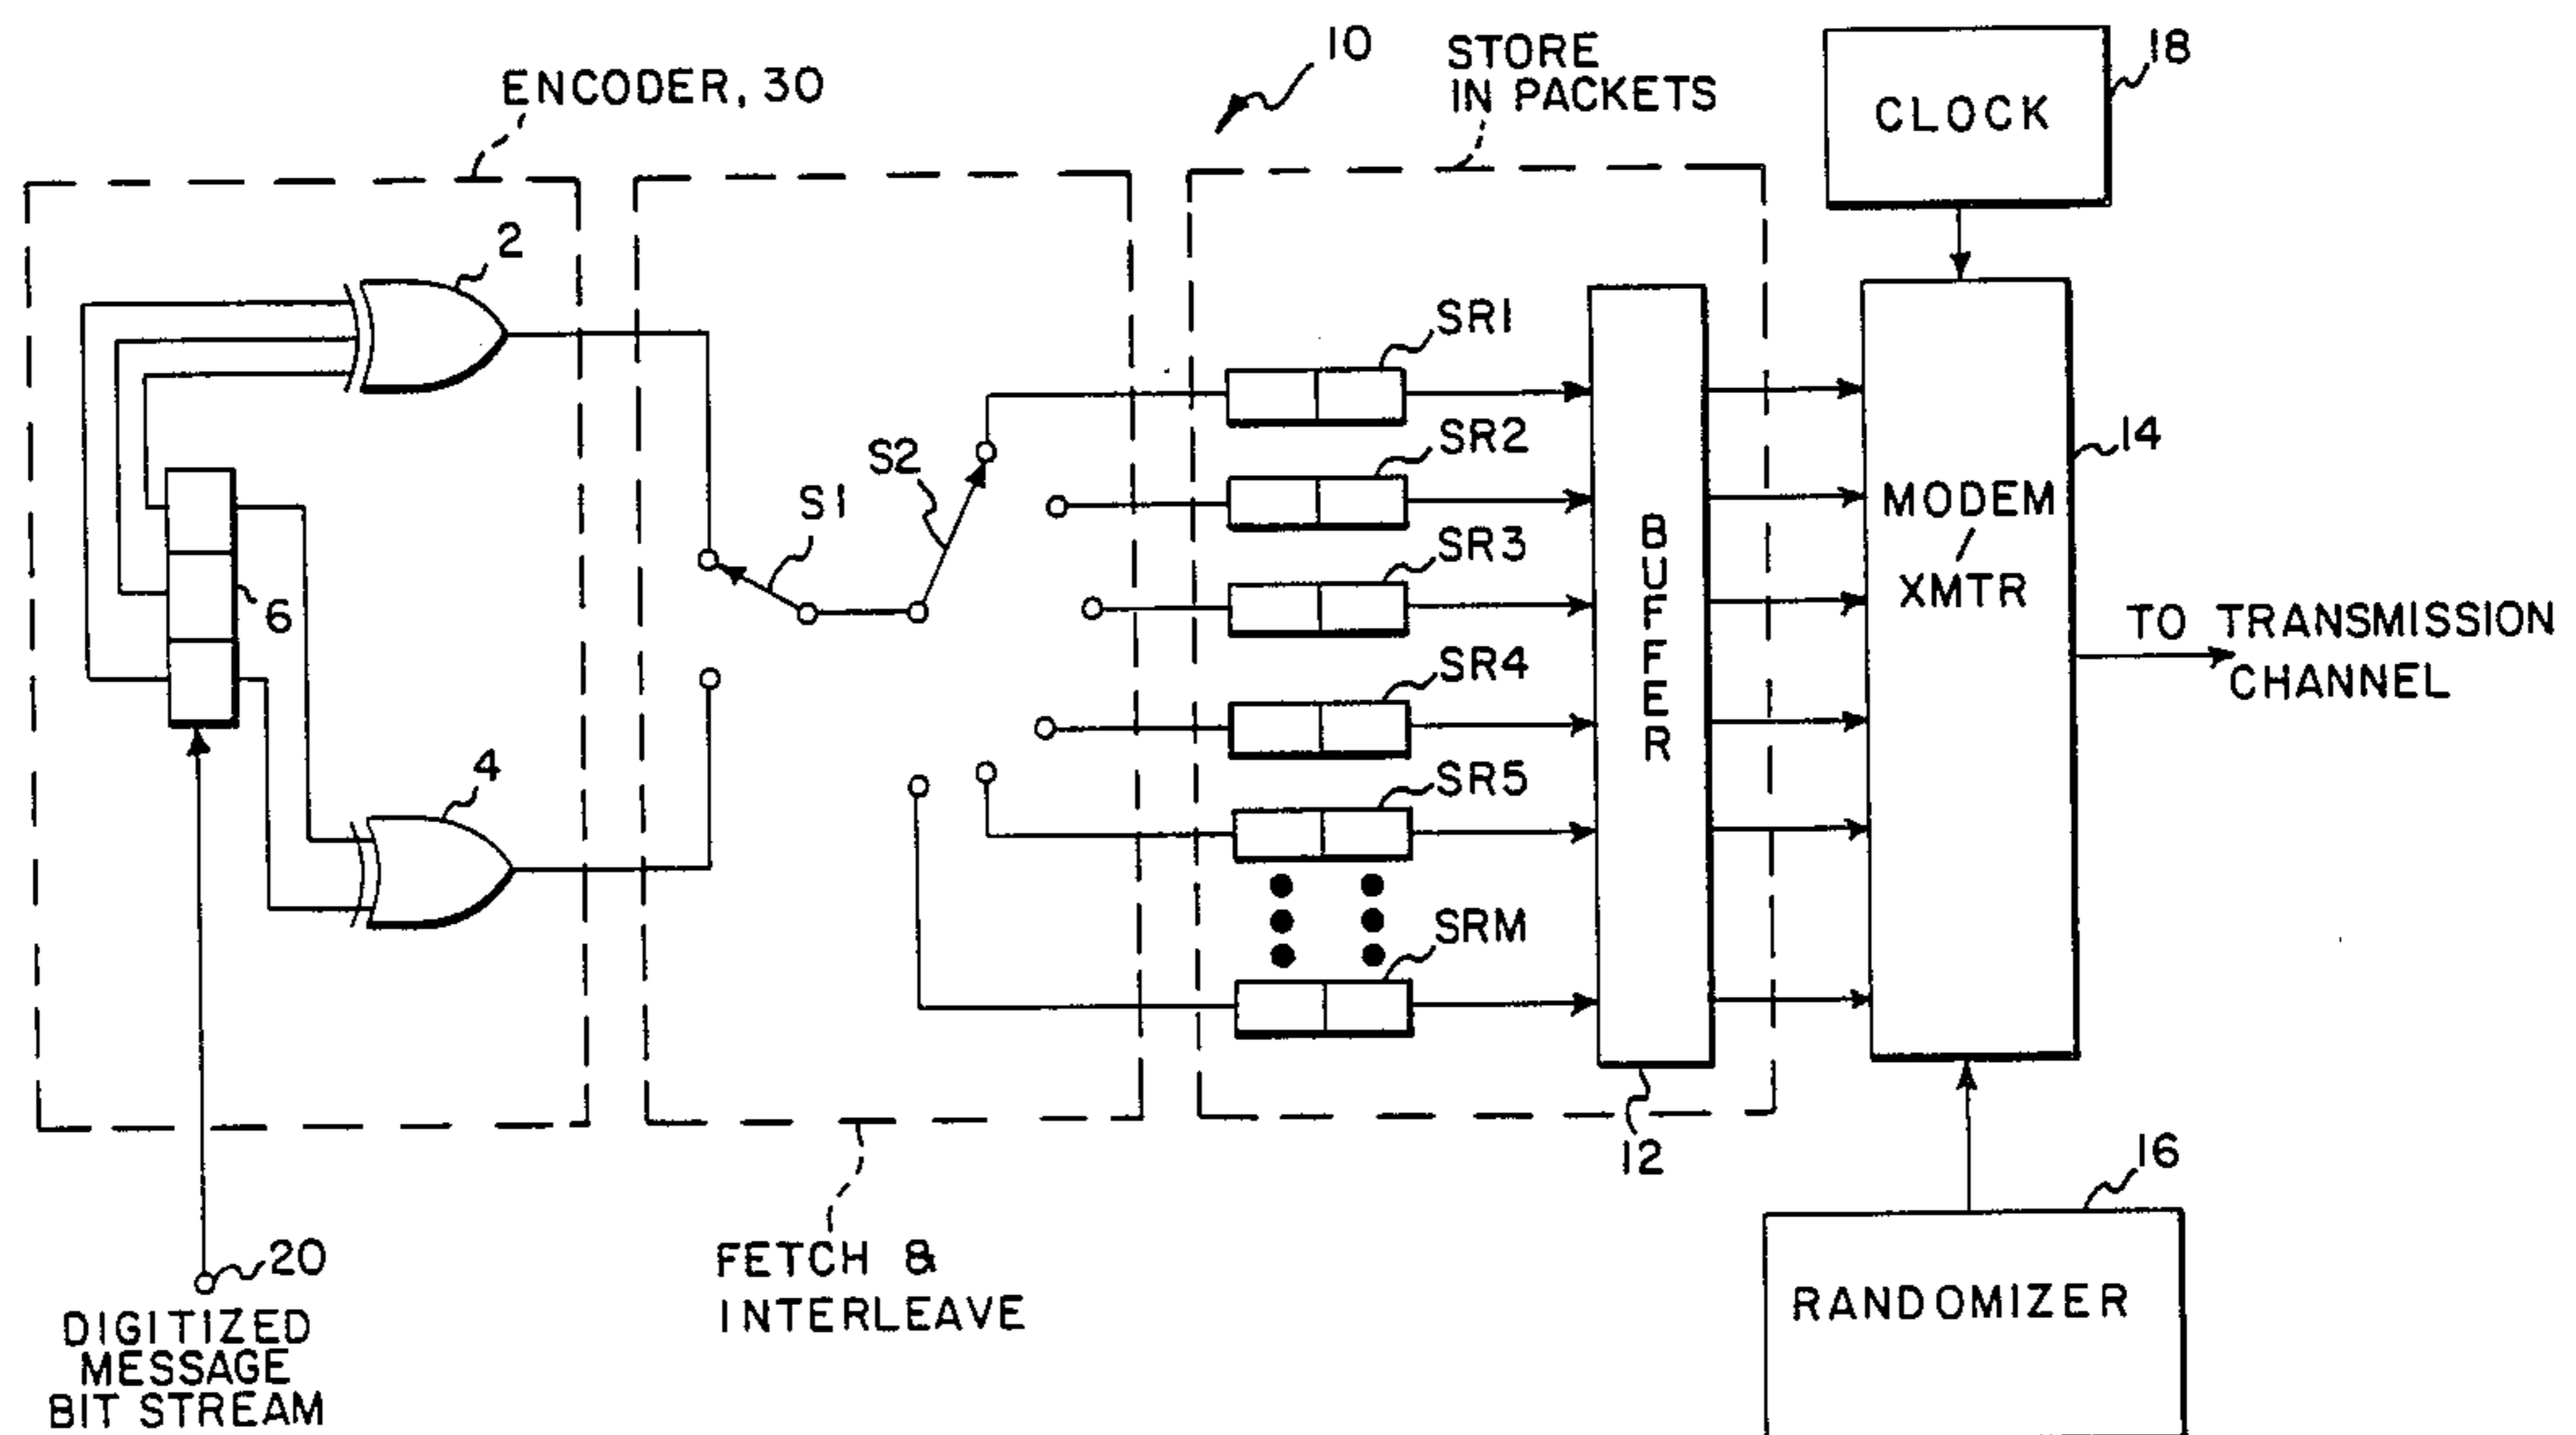 ENCODER, 30
10
STORE
IN PACKETS
CLOCK
18
2
SR1
S2
SR2
14
S1
SR3
MODEM
/
XMTR
6
BUFFER
SR4
TO TRANSMISSION
CHANNEL
4
SR5
SRM
12
16
20
FETCH &
INTERLEAVE
RANDOMIZER
DIGITIZED
MESSAGE
BIT STREAM